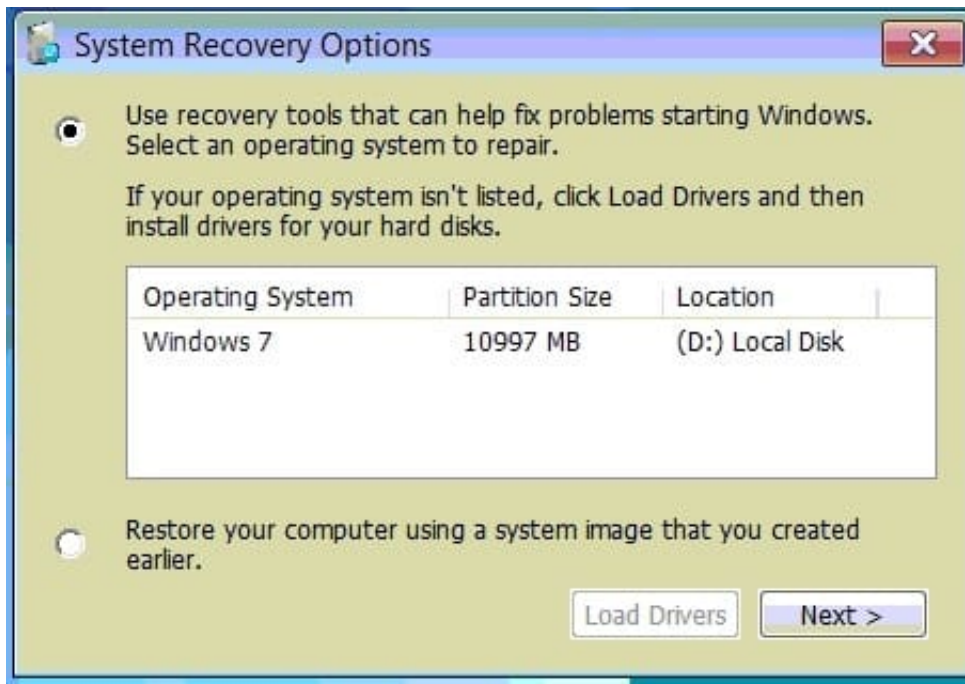 System Recovery Options
Use recovery tools that can help fix problems starting Windows.
Select an operating system to repair.
If your operating system isn't listed, click Load Drivers and then
install drivers for your hard disks.
Operating System Partition Size Location
Windows 7 10997 MB (D:) Local Disk
Restore your computer using a system image that you created
earlier.
Load Drivers Next >